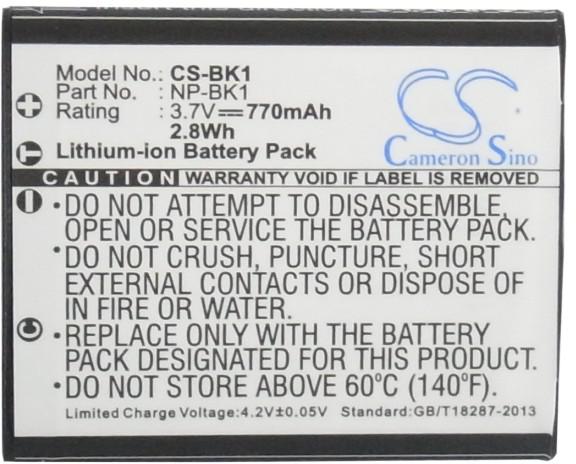 Model No.: CS-BK1
Part No. : NP-BK1
Rating : 3.7V⎓770mAh
2.8Wh
Lithium-ion Battery Pack
CS
Cameron Sino
CAUTION WARRANTY VOID IF LABEL IS REMOVED
•DO NOT ATTEMPT TO DISASSEMBLE,
OPEN OR SERVICE THE BATTERY PACK.
•DO NOT CRUSH, PUNCTURE, SHORT
EXTERNAL CONTACTS OR DISPOSE OF
IN FIRE OR WATER.
•REPLACE ONLY WITH THE BATTERY
PACK DESIGNATED FOR THIS PRODUCT.
•DO NOT STORE ABOVE 60°C (140°F).
Limited Charge Voltage:4.2V±0.05V Standard:GB/T18287-2013